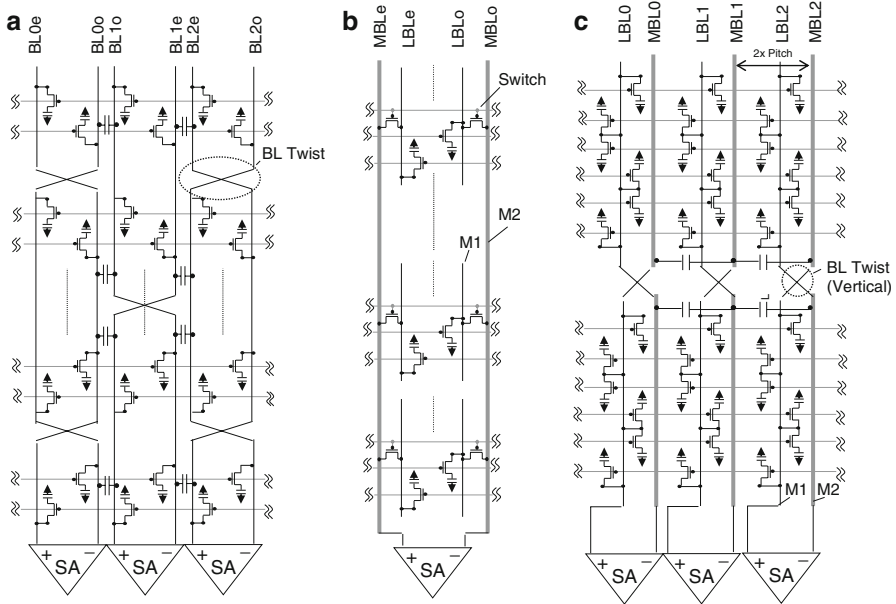 a
BL0e
BL0o
BL1o
BL1e
BL2e
BL2o
BL Twist
+ SA −
+ SA −
+ SA −
b
MBLe
LBLe
LBLo
MBLo
Switch
M1
M2
+ SA −
c
LBL0
MBL0
LBL1
MBL1
LBL2
MBL2
2x Pitch
BL Twist
(Vertical)
M1
M2
+ SA −
+ SA −
+ SA −